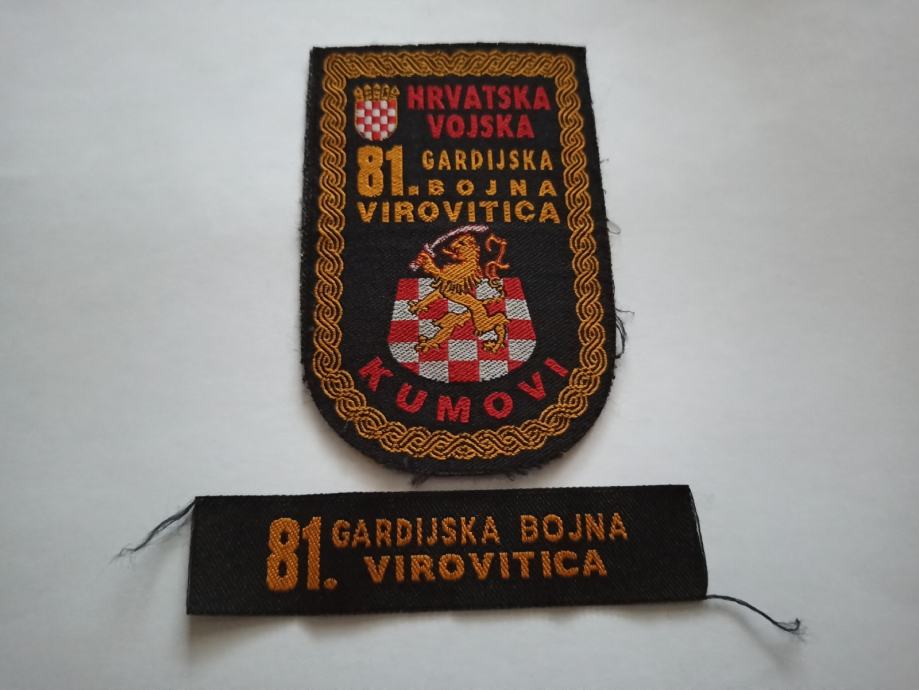 HRVATSKA
VOJSKA
81. GARDIJSKA
BOJNA
VIROVITICA
KUMOVI
81. GARDIJSKA BOJNA
VIROVITICA